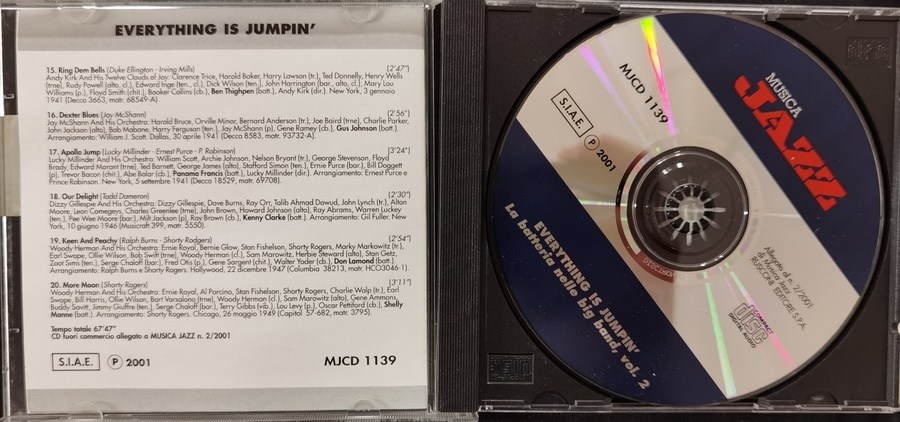 EVERYTHING IS JUMPIN'
15. Ring Dem Bells (Duke Ellington - Irving Mills) (2'47")
Andy Kirk And His Twelve Clouds of Joy: Clarence Trice, Harold Baker, Harry Lawson (tr.), Ted Donnelly, Henry Wells
(trne), Rudy Powell (alto, cl.), Edward Inge (ten., cl.), Dick Wilson (ten.), John Harrington (bar., alto, cl.), Mary Lou
Williams (p.), Floyd Smith (chit.), Booker Collins (cb.), Ben Thighpen (batt.), Andy Kirk (dir.). New York, 3 gennaio
1941 (Decca 3663, matr. 68549-A).
16. Dexter Blues (Jay McShann) (2'56")
Jay McShann And His Orchestra: Harold Bruce, Orville Minor, Bernard Anderson (tr.), Joe Baird (trne), Charlie Parker,
John Jackson (alto), Bob Mabane, Harry Ferguson (ten.), Jay McShann (p.), Gene Ramey (cb.), Gus Johnson (batt.).
Arrangiamento: William J. Scott. Dallas, 30 aprile 1941 (Decca 8583, matr. 93732-A).
17. Apollo Jump (Lucky Millinder - Ernest Purce - P. Robinson) (3'24")
Lucky Millinder And His Orchestra: William Scott, Archie Johnson, Nelson Bryant (tr.), George Stevenson, Floyd
Brady, Edward Morant (trne), Ted Barnett, George James (alto), Stafford Simon (ten.), Ernie Purce (bar.), Bill Doggett
(p), Trevor Bacon (chit.), Abe Bolar (cb.), Panama Francis (batt.), Lucky Millinder (dir.). Arrangiamento: Ernest Purce e
Prince Robinson. New York, 5 settembre 1941 (Decca 18529, matr. 69708).
18. Our Delight (Tadd Dameron) (2'30")
Dizzy Gillespie And His Orchestra: Dizzy Gillespie, Dave Burns, Ray Orr, Talib Ahmad Dawud, John Lynch (tr.), Alton
Moore, Leon Comegeys, Charles Greenlee (trne), John Brown, Howard Johnson (alto), Ray Abrams, Warren Luckey
(ten.), Pee Wee Moore (bar.), Milt Jackson (p), Ray Brown (cb.), Kenny Clarke (batt.). Arrangiamento: Gil Fuller. New
York, 10 giugno 1946 (Musicraft 399, matr. 5550).
19. Keen And Peachy (Ralph Burns - Shorty Rodgers) (2'54")
Woody Herman And His Orchestra: Ernie Royal, Bernie Glow, Stan Fishelson, Shorty Rogers, Marky Markowitz (tr.),
Earl Swope, Ollie Wilson, Bob Swift (trne), Woody Herman (cl.), Sam Marowitz, Herbie Steward (alto), Stan Getz,
Zoot Sims (ten.), Serge Chaloff (bar.), Fred Otis (p.), Gene Sargent (chit.), Walter Yoder (cb.), Don Lamond (batt.).
Arrangiamento: Ralph Burns e Shorty Rogers. Hollywood, 22 dicembre 1947 (Columbia 38213, matr. HCO3046-1).
20. More Moon (Shorty Rogers) (3'11")
Woody Herman And His Orchestra: Ernie Royal, Al Porcino, Stan Fishelson, Shorty Rogers, Charlie Walp (tr.), Earl
Swope, Bill Harris, Ollie Wilson, Bart Varsalona (trne), Woody Herman (cl.), Sam Marowitz (alto), Gene Ammons,
Buddy Savitt, Jimmy Giuffre (ten.), Serge Chaloff (bar.), Terry Gibbs (vib.), Lou Levy (p.), Oscar Pettiford (cb.), Shelly
Manne (batt.). Arrangiamento: Shorty Rogers. Chicago, 26 maggio 1949 (Capitol 57-682, matr. 3795).
Tempo totale 67'47"
CD fuori commercio allegato a MUSICA JAZZ n. 2/2001
S.I.A.E. P 2001 MJCD 1139
MUSICA
JAZZ
MJCD 1139
S.I.A.E.
P 2001
EVERYTHING IS JUMPIN'
La batteria nelle big band, vol. 2
Allegato al n. 2/2001
di Musica Jazz
RUSCONI EDITORE S.P.A.
COMPACT
disc
DIGITAL AUDIO